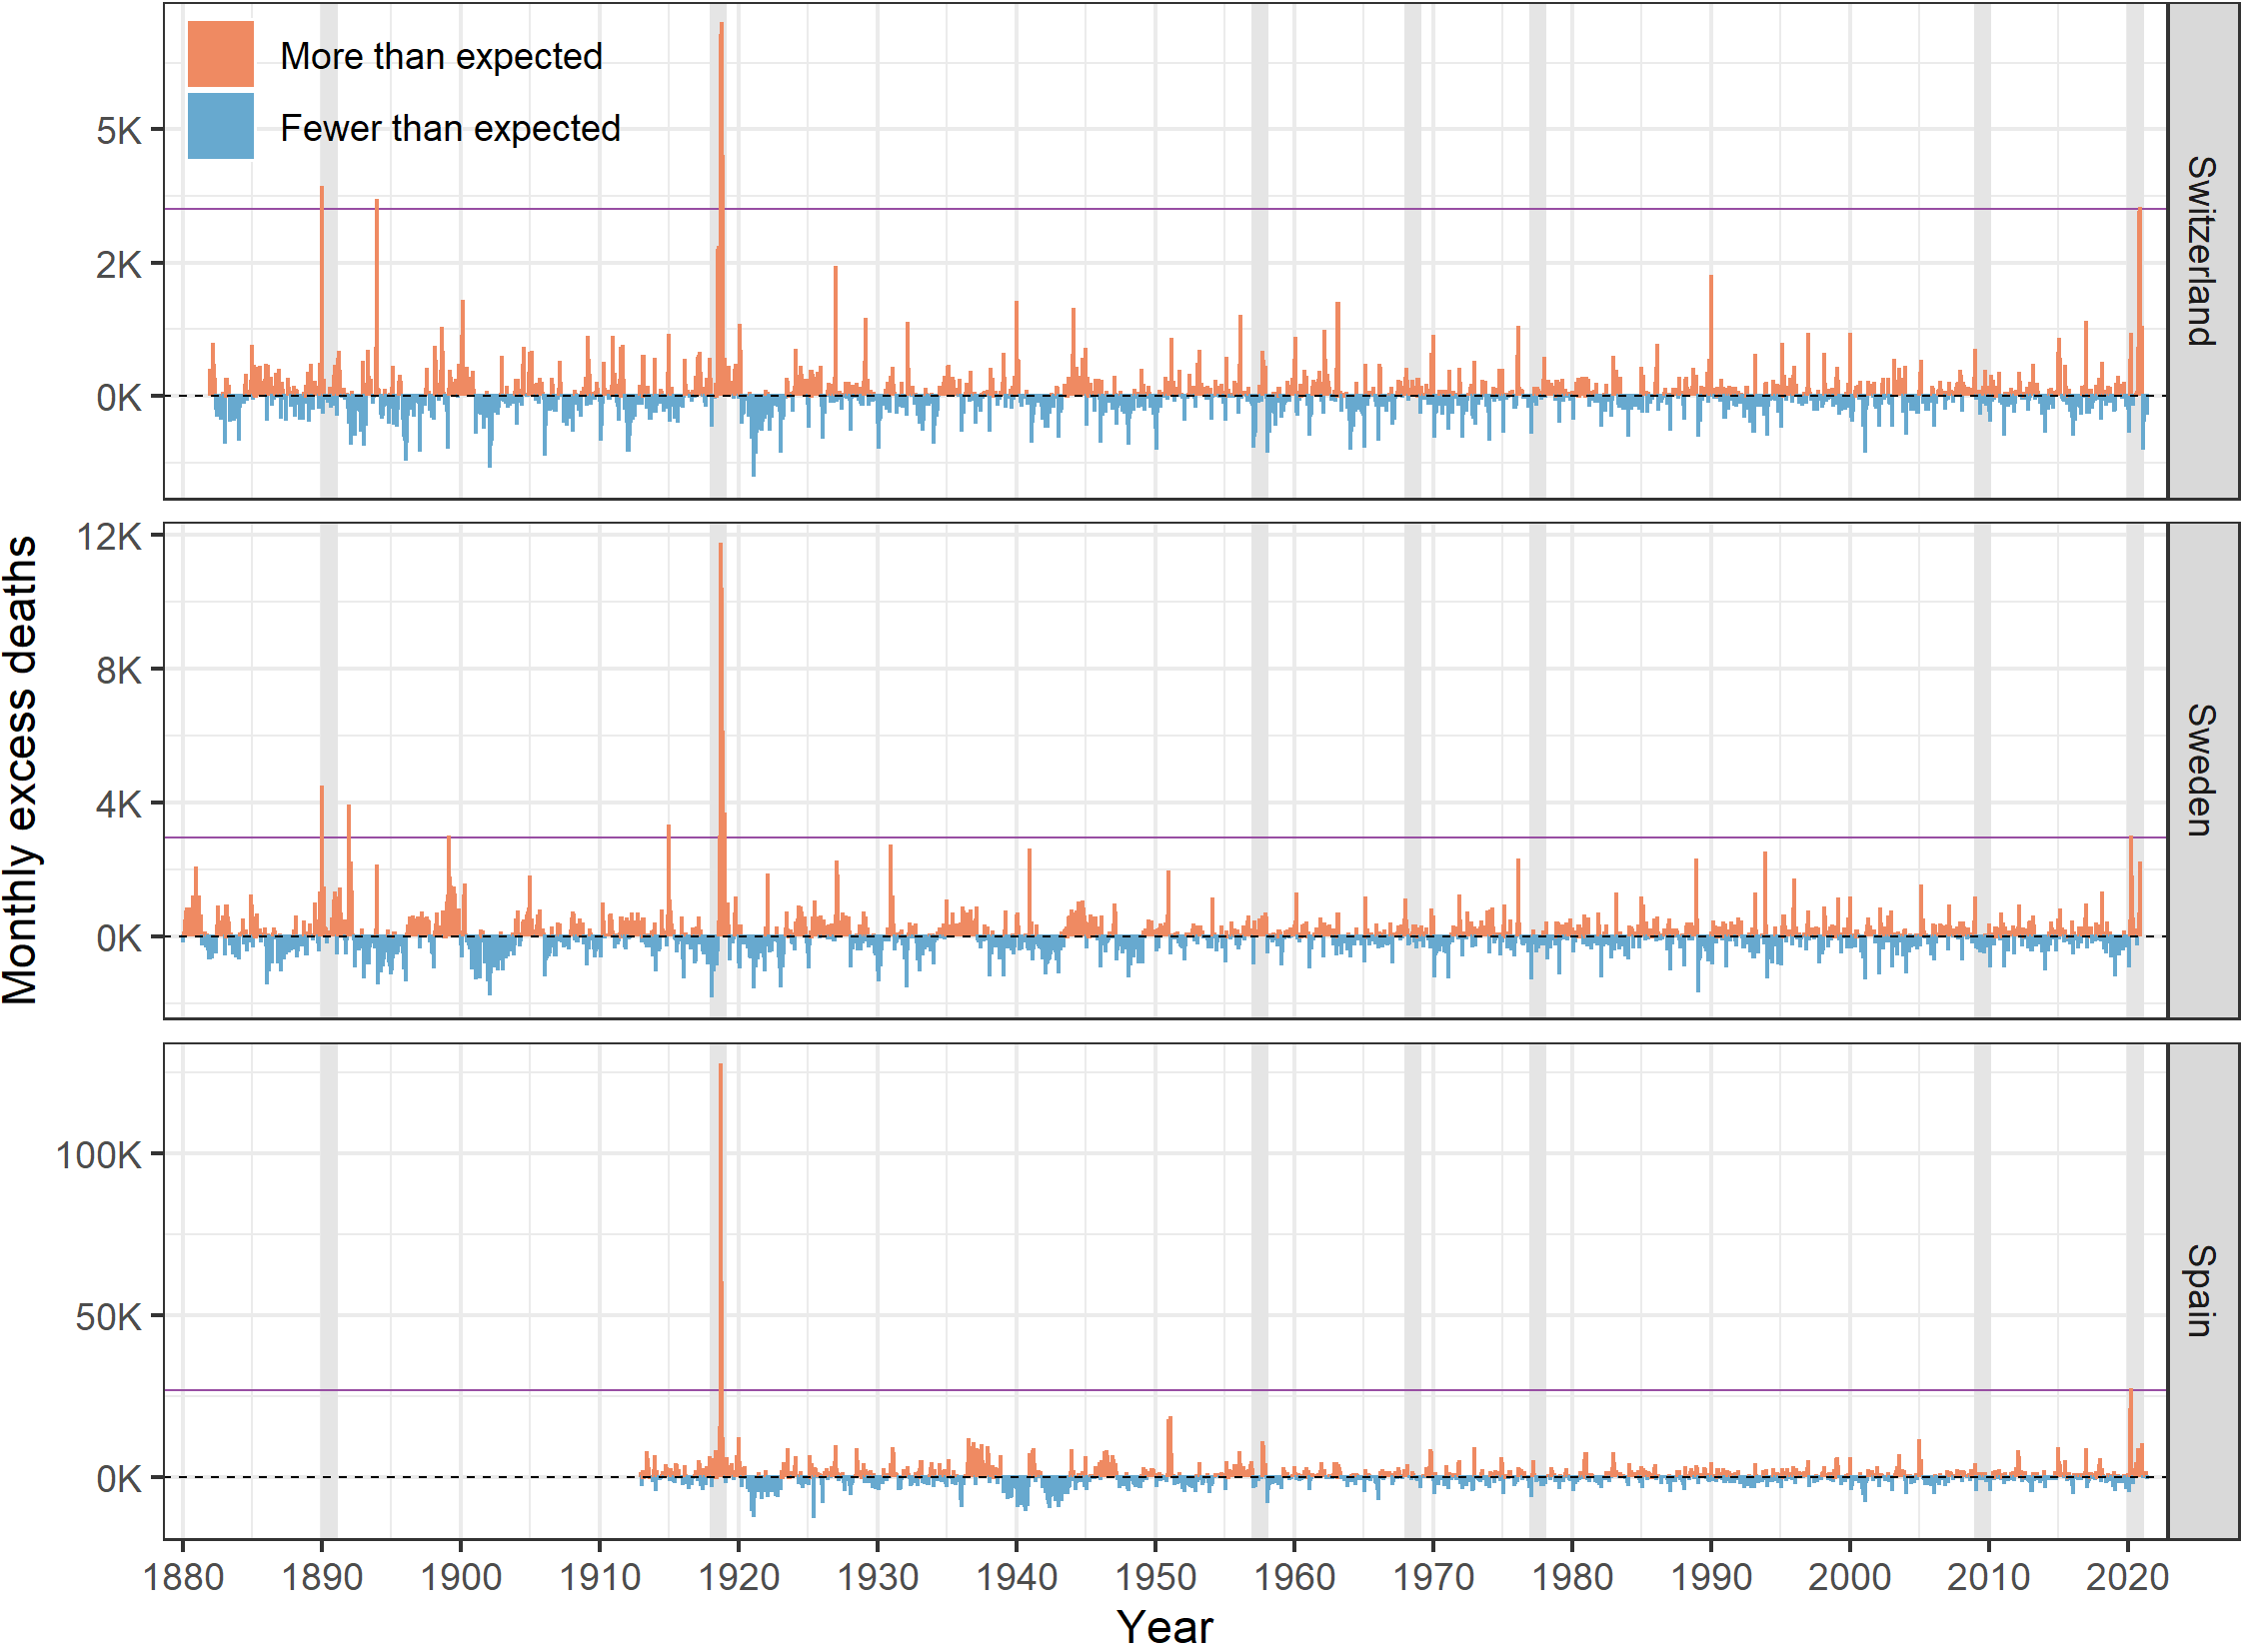 More than expected
Fewer than expected
5K
2K
0K
Switzerland
Monthly excess deaths
12K
8K
4K
0K
Sweden
100K
50K
0K
Spain
1880 1890 1900 1910 1920 1930 1940 1950 1960 1970 1980 1990 2000 2010 2020
Year